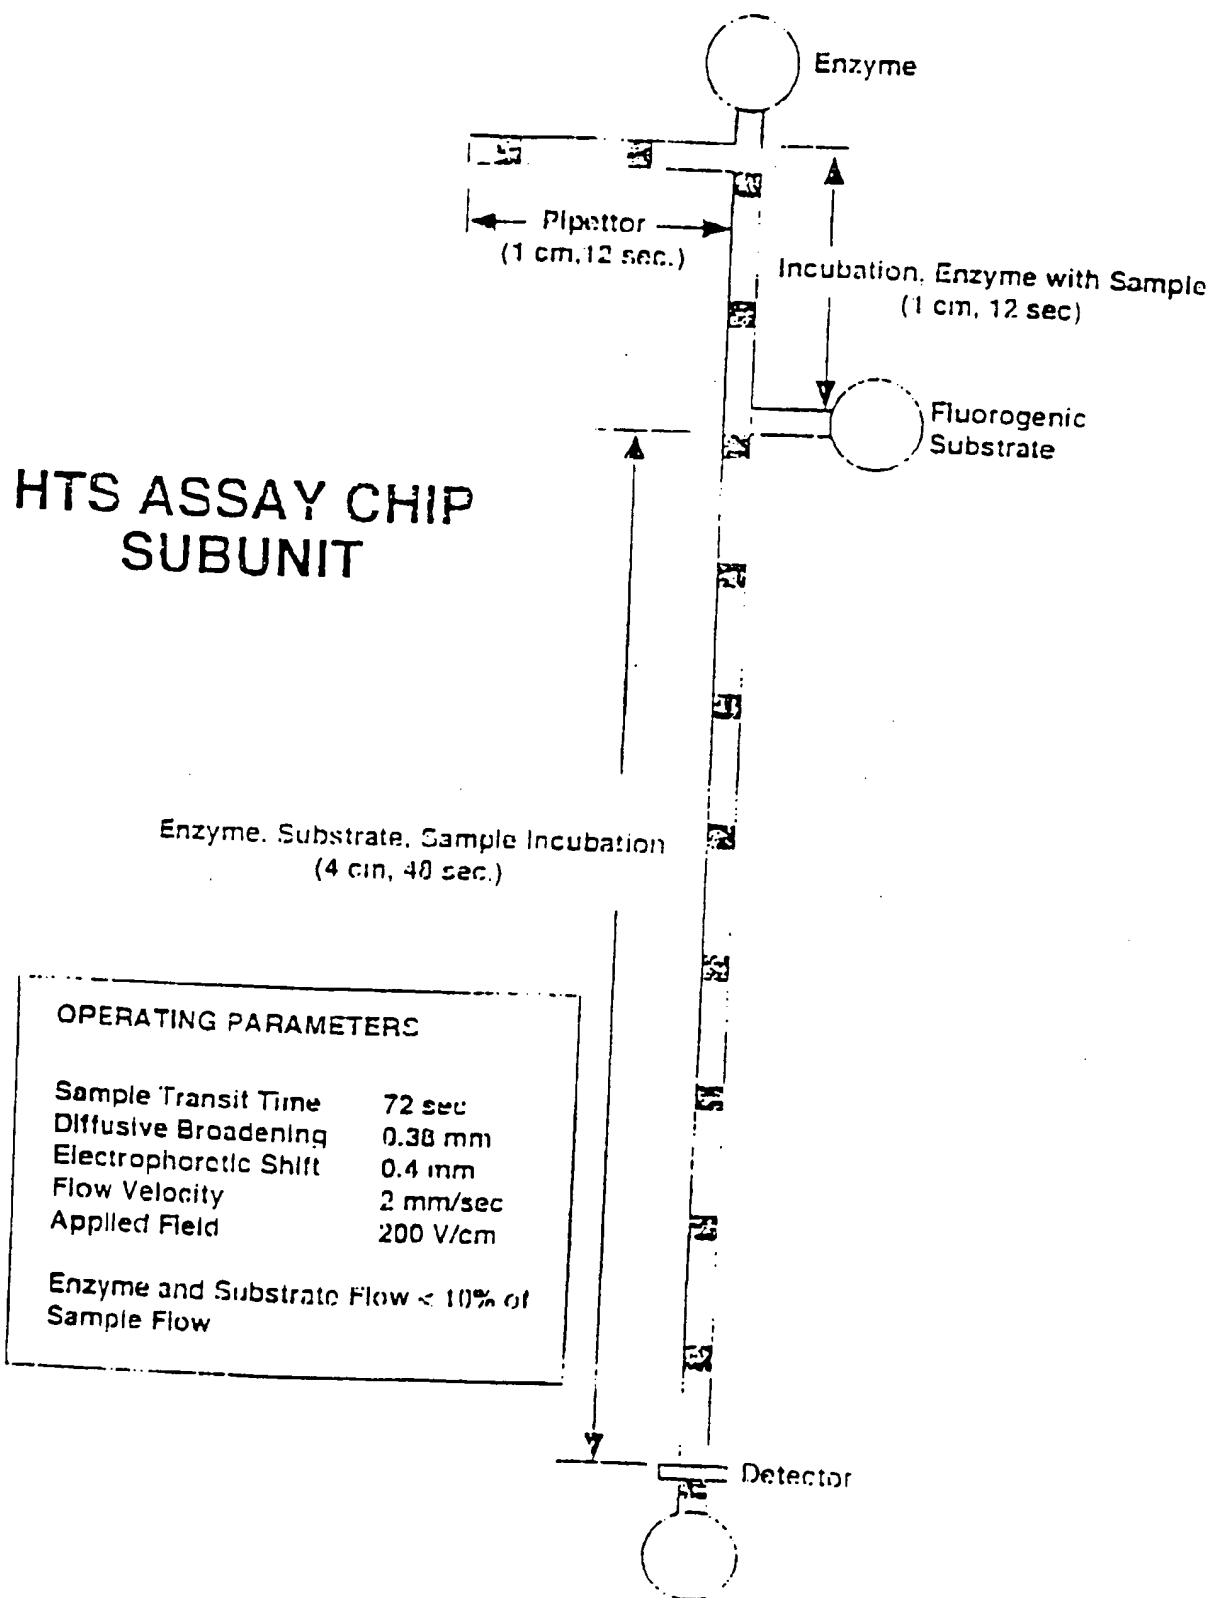 Enzyme
Pipettor
(1 cm, 12 sec.)
Incubation, Enzyme with Sample
(1 cm, 12 sec)
Fluorogenic
Substrate
HTS ASSAY CHIP
SUBUNIT
Enzyme, Substrate, Sample Incubation
(4 cm, 48 sec.)
OPERATING PARAMETERS
Sample Transit Time 72 sec
Diffusive Broadening 0.38 mm
Electrophoretic Shift 0.4 mm
Flow Velocity 2 mm/sec
Applied Field 200 V/cm
Enzyme and Substrate Flow < 10% of
Sample Flow
Detector